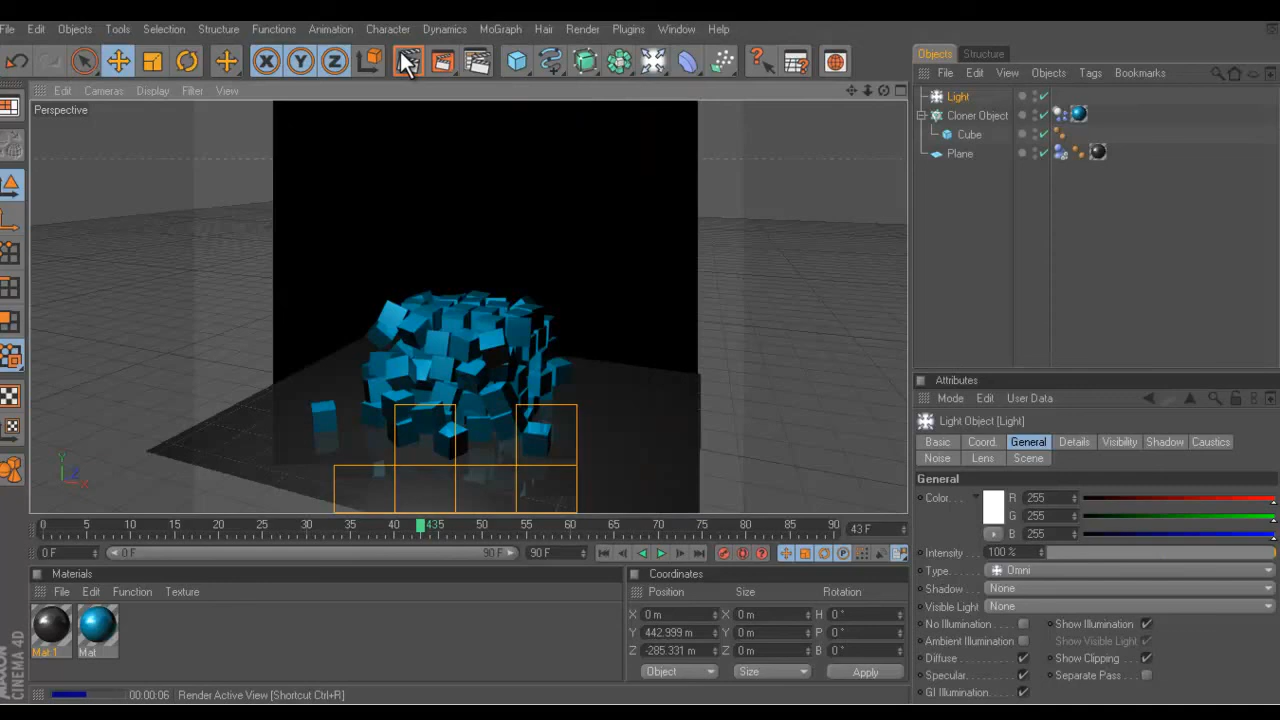 File Edit Objects Tools Selection Structure Functions Animation Character Dynamics MoGraph Hair Render Plugins Window Help
X Y Z
Edit Cameras Display Filter View
Perspective
Y Z X
0 5 10 15 20 25 30 35 40 435 50 55 60 65 70 75 80 85 90 43 F
0 F 0 F 90 F 90 F
Materials
File Edit Function Texture
Mat 1 Mat
Coordinates
Position Size Rotation
X 0 m X 0 m H 0 °
Y 442.999 m Y 0 m P 0 °
Z -285.331 m Z 0 m B 0 °
Object Size Apply
MAXON CINEMA 4D
00:00:06 Render Active View [Shortcut Ctrl+R]
Objects Structure
File Edit View Objects Tags Bookmarks
Light
Cloner Object
Cube
Plane
Attributes
Mode Edit User Data
Light Object [Light]
Basic Coord. General Details Visibility Shadow Caustics
Noise Lens Scene
General
Color. . . R 255
G 255
B 255
Intensity 100 %
Type. . Omni
Shadow. . None
Visible Light None
No Illumination Show Illumination
Ambient Illumination Show Visible Light
Diffuse Show Clipping
Specular. Separate Pass
GI Illumination